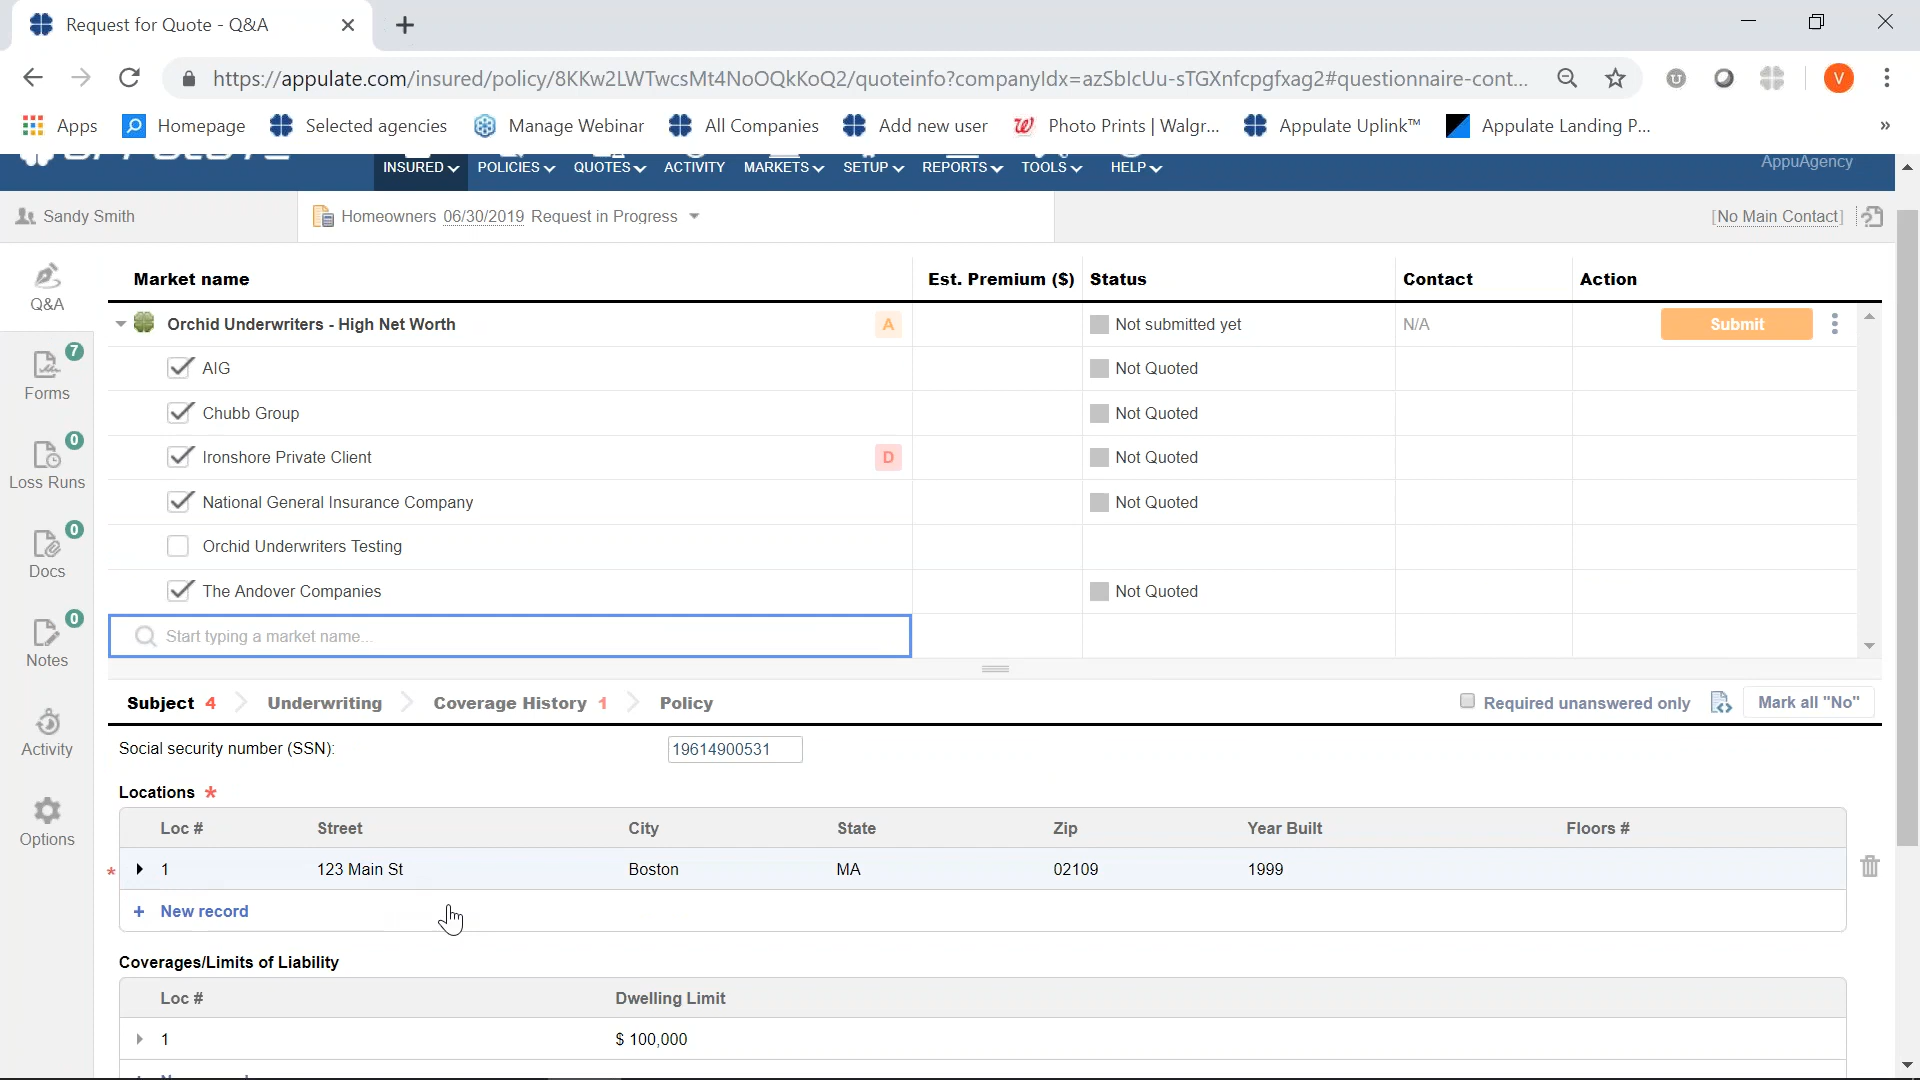 Request for Quote - Q&A
https://appulate.com/insured/policy/8KKw2LWTwcsMt4NoOQkKoQ2/quoteinfo?companyIdx=azSblcUu-sTGXnfcpgfxag2#questionnaire-cont...
V
Apps Homepage Selected agencies Manage Webinar All Companies Add new user Photo Prints | Walgr... Appulate Uplink™ Appulate Landing P... »
INSURED POLICIES QUOTES ACTIVITY MARKETS SETUP REPORTS TOOLS HELP AppuAgency
Sandy Smith Homeowners 06/30/2019 Request in Progress [No Main Contact]
Market name Est. Premium ($) Status Contact Action
Q&A
Orchid Underwriters - High Net Worth A Not submitted yet N/A Submit
7
Forms
AIG Not Quoted
Chubb Group Not Quoted
0
Loss Runs
Ironshore Private Client D Not Quoted
National General Insurance Company Not Quoted
0
Docs
Orchid Underwriters Testing
The Andover Companies Not Quoted
0
Notes
Start typing a market name...
Subject 4 Underwriting Coverage History 1 Policy Required unanswered only Mark all "No"
Activity
Social security number (SSN): 19614900531
Locations *
Options
Loc # Street City State Zip Year Built Floors #
* 1 123 Main St Boston MA 02109 1999
+ New record
Coverages/Limits of Liability
Loc # Dwelling Limit
1 $ 100,000